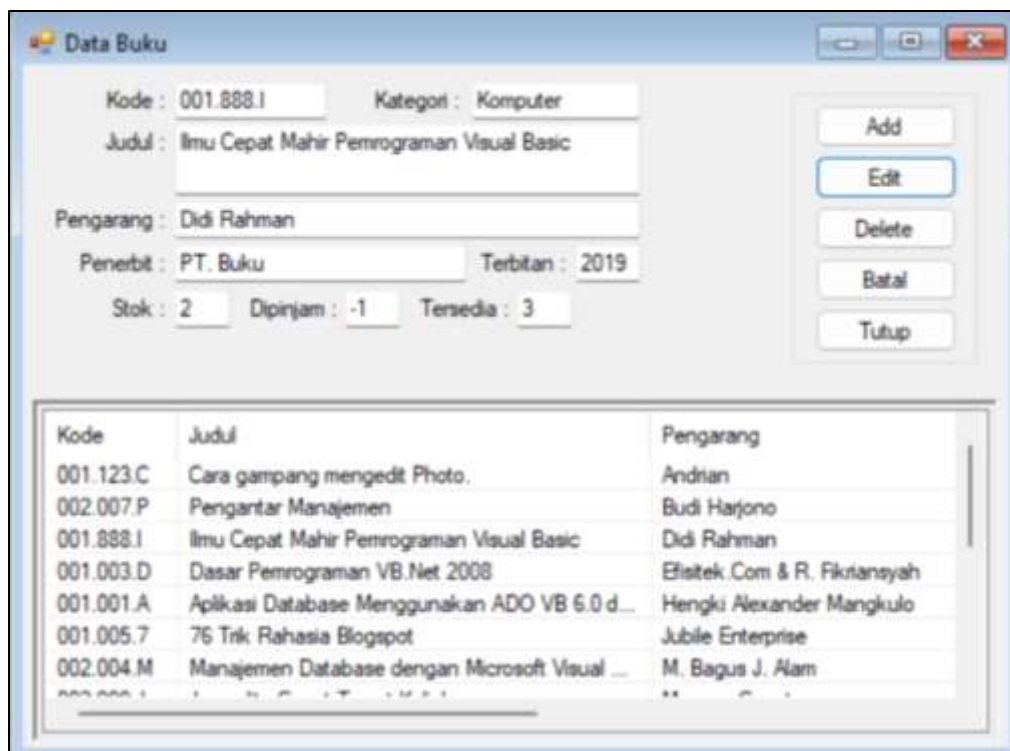 Data Buku
Kode : 001.888.I Kategori : Komputer
Judul : Ilmu Cepat Mahir Pemrograman Visual Basic
Pengarang : Didi Rahman
Penerbit : PT. Buku Terbitan : 2019
Stok : 2 Dipinjam : -1 Tersedia : 3
Add
Edit
Delete
Batal
Tutup
Kode Judul Pengarang
001.123.C Cara gampang mengedit Photo. Andrian
002.007.P Pengantar Manajemen Budi Harjono
001.888.I Ilmu Cepat Mahir Pemrograman Visual Basic Didi Rahman
001.003.D Dasar Pemrograman VB.Net 2008 Efisitek.Com & R. Fikriansyah
001.001.A Aplikasi Database Menggunakan ADO VB 6.0 d... Hengki Alexander Mangkulo
001.005.7 76 Trik Rahasia Blogspot Jubile Enterprise
002.004.M Manajemen Database dengan Microsoft Visual ... M. Bagus J. Alam